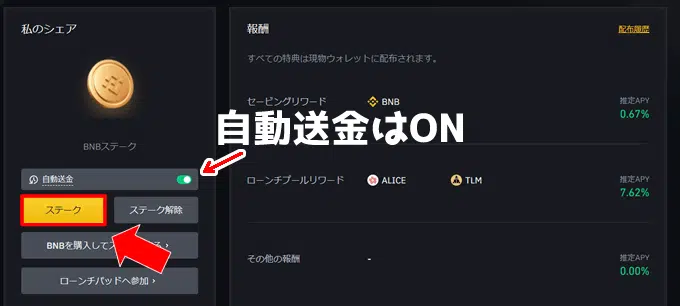 私のシェア
BNBステーク
自動送金
ステーク
ステーク解除
BNBを購入してス
る ›
ローンチパッドへ参加 ›
報酬
配布履歴
すべての特典は現物ウォレットに配布されます。
セービングリワード
BNB
推定APY
0.67%
自動送金はON
ローンチプールリワード
ALICE
TLM
推定APY
7.62%
その他の報酬
-
推定APY
0.00%